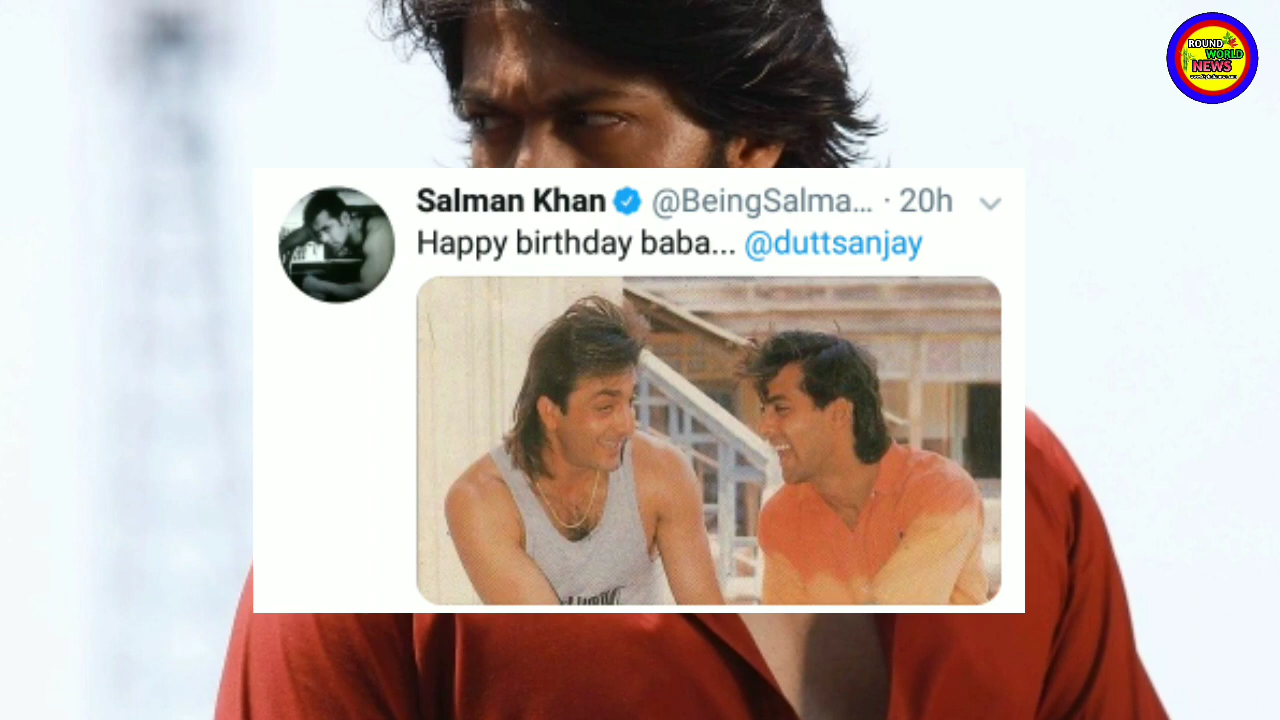 ROUND
WORLD
NEWS
Salman Khan @BeingSalma... · 20h
Happy birthday baba... @duttsanjay